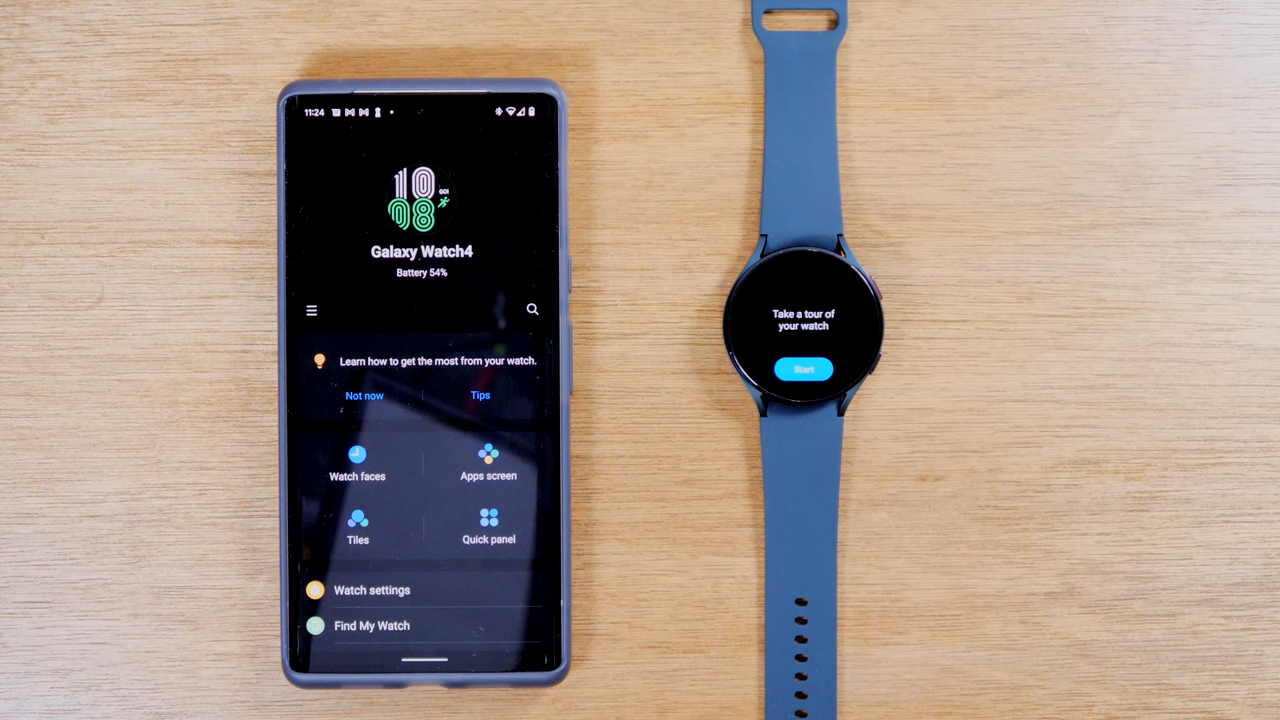 11:24
10
GO!
08
Galaxy Watch4
Battery 54%
Learn how to get the most from your watch.
Not now
Tips
Watch faces
Apps screen
Tiles
Quick panel
Watch settings
Find My Watch
Take a tour of
your watch
Start